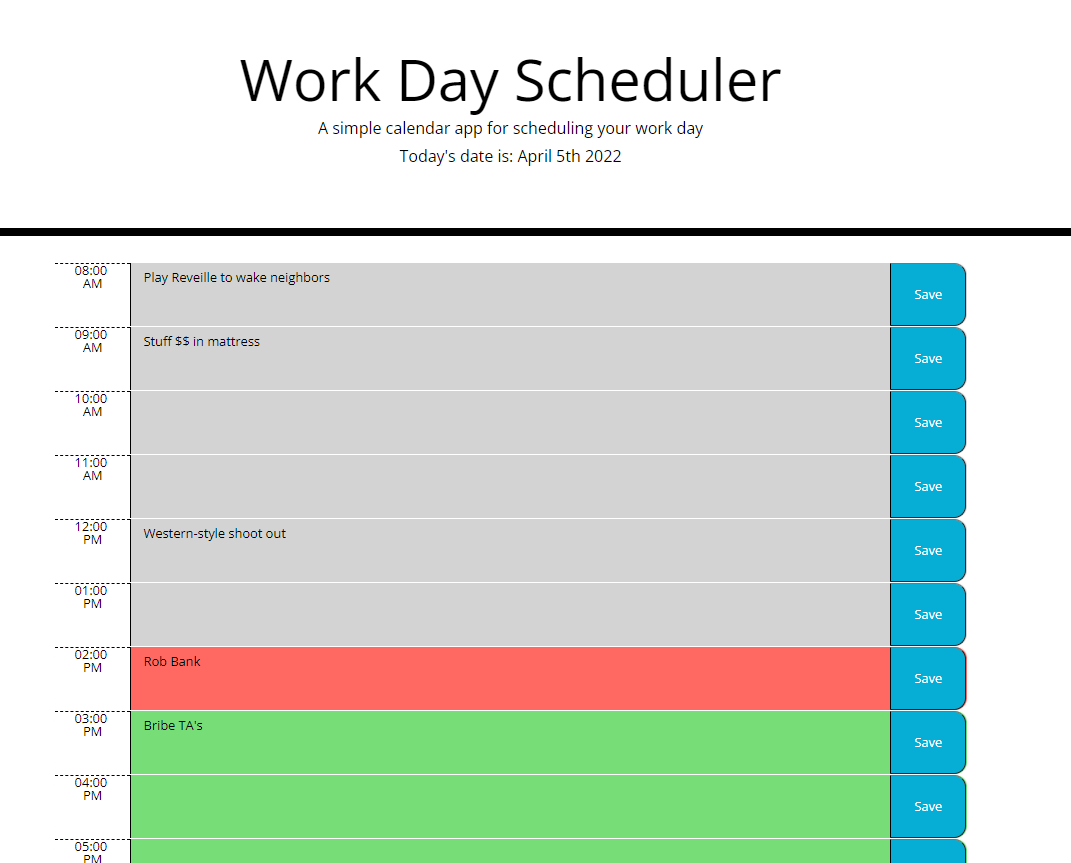 Work Day Scheduler
A simple calendar app for scheduling your work day
Today's date is: April 5th 2022
08:00
AM
Play Reveille to wake neighbors
Save
09:00
AM
Stuff $$ in mattress
Save
10:00
AM
Save
11:00
AM
Save
12:00
PM
Western-style shoot out
Save
01:00
PM
Save
02:00
PM
Rob Bank
Save
03:00
PM
Bribe TA's
Save
04:00
PM
Save
05:00
PM